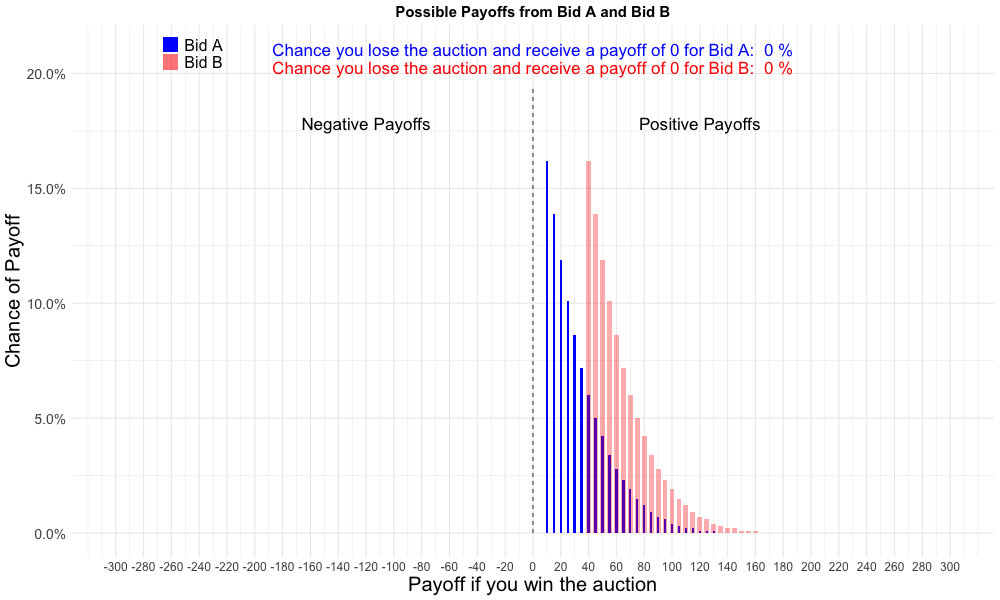 Possible Payoffs from Bid A and Bid B
Bid A
Bid B
Chance you lose the auction and receive a payoff of 0 for Bid A:  0 %
Chance you lose the auction and receive a payoff of 0 for Bid B:  0 %
Negative Payoffs
Positive Payoffs
Chance of Payoff
20.0%
15.0%
10.0%
5.0%
0.0%
-300 -280 -260 -240 -220 -200 -180 -160 -140 -120 -100 -80 -60 -40 -20 0 20 40 60 80 100 120 140 160 180 200 220 240 260 280 300
Payoff if you win the auction